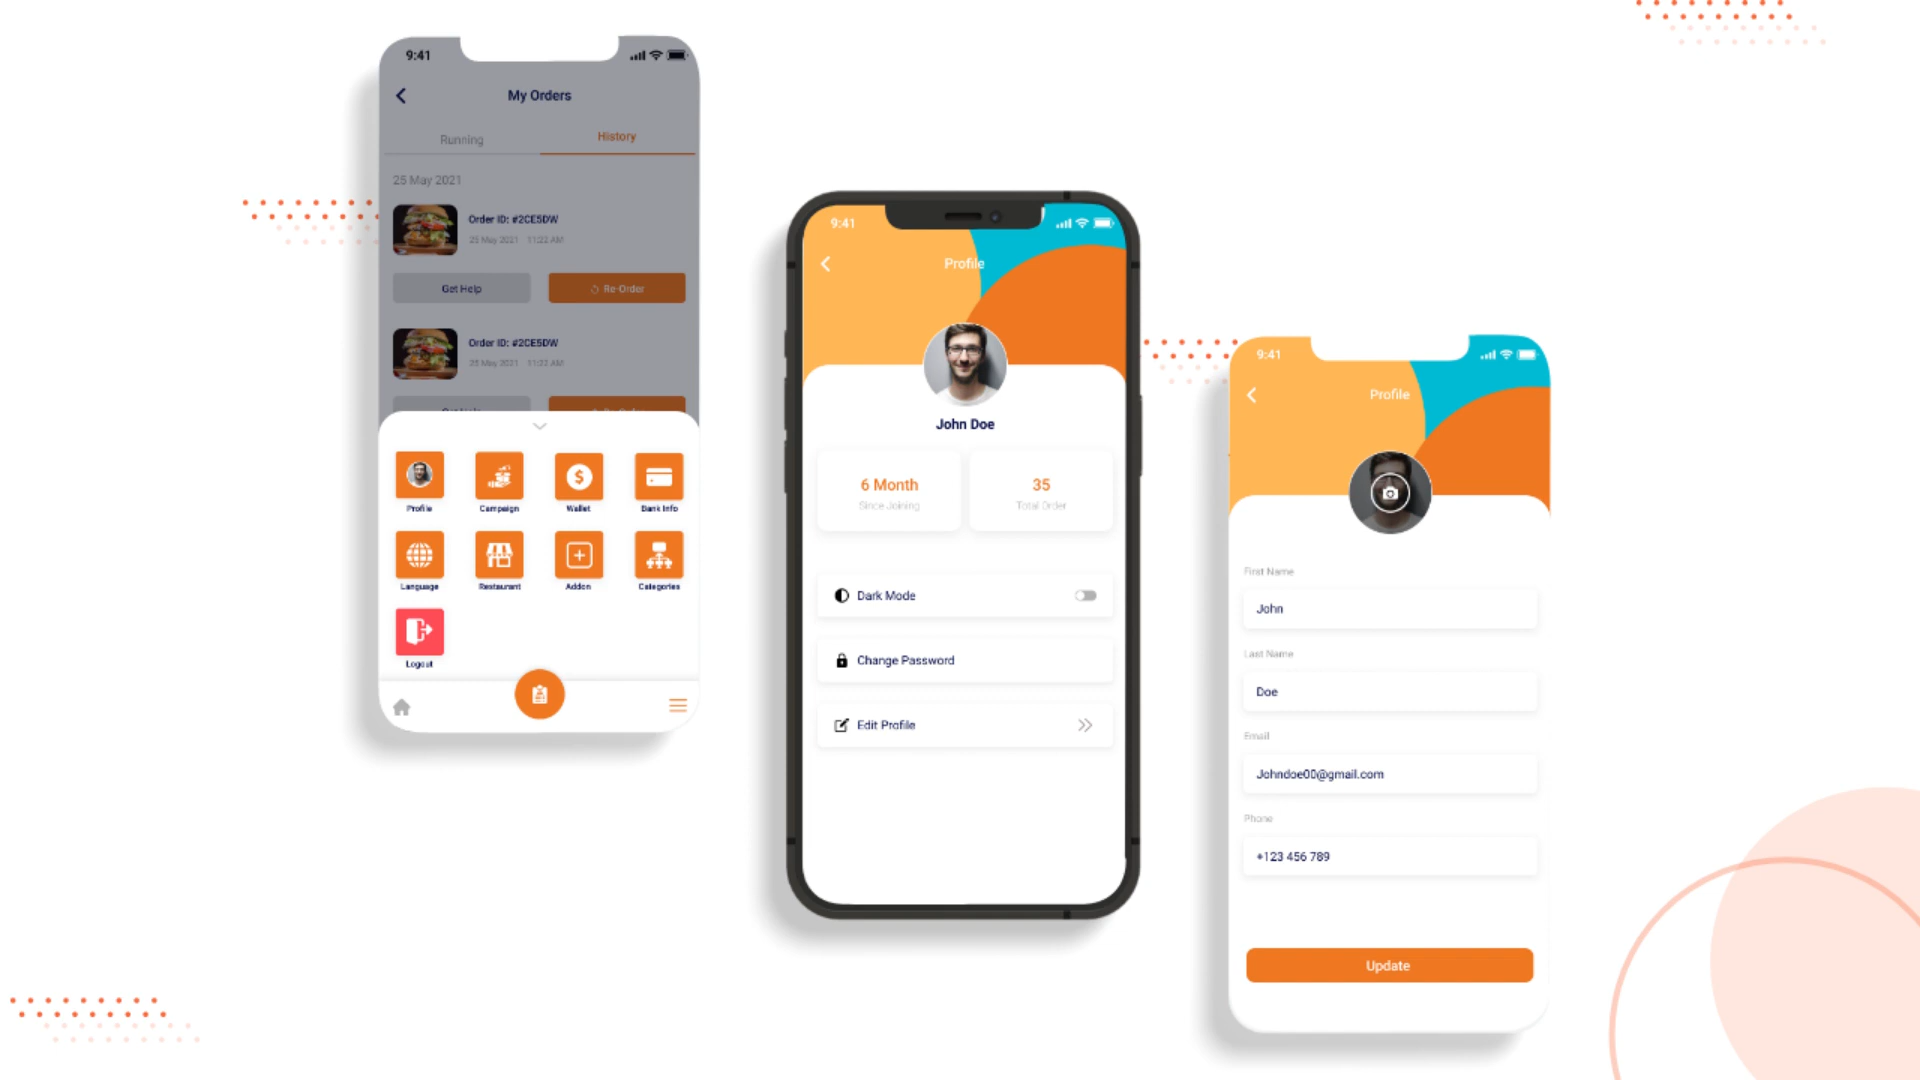 9:41
My Orders
Running
History
25 May 2021
Order ID: #2CE5DW
25 May 2021 11:22 AM
Get Help
Re-Order
Order ID: #2CE5DW
25 May 2021 11:22 AM
Get Help
Re-Order
Profile
Campaign
Wallet
Bank Info
Language
Restaurant
Addon
Categories
Logout
9:41
Profile
John Doe
6 Month
Since Joining
35
Total Order
Dark Mode
Change Password
Edit Profile
9:41
Profile
First Name
John
Last Name
Doe
Email
Johndoe00@gmail.com
Phone
+123 456 789
Update